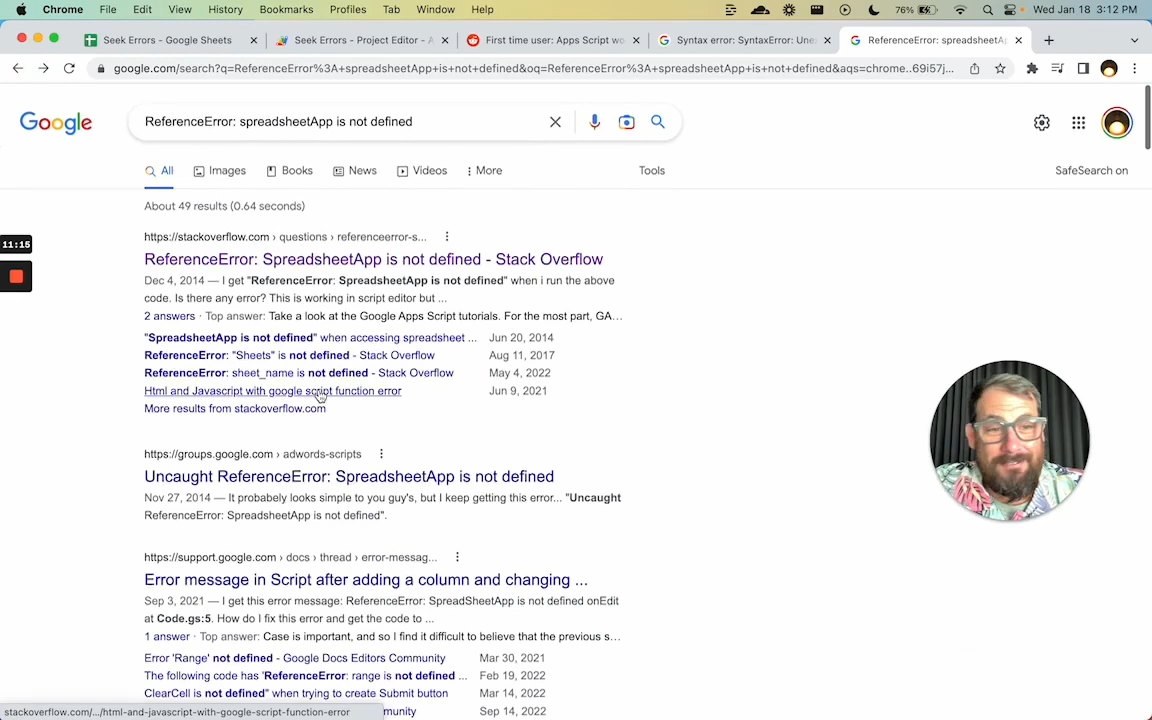 Chrome File Edit View History Bookmarks Profiles Tab Window Help 76% Wed Jan 18 3:12 PM
Seek Errors - Google Sheets Seek Errors - Project Editor - A First time user: Apps Script wo Syntax error: SyntaxError: Une ReferenceError: spreadsheetAp
google.com/search?q=ReferenceError%3A+spreadsheetApp+is+not+defined&oq=ReferenceError%3A+spreadsheetApp+is+not+defined&aqs=chrome..69i57j...
Google ReferenceError: spreadsheetApp is not defined
All Images Books News Videos More Tools SafeSearch on
About 49 results (0.64 seconds)
https://stackoverflow.com › questions › referenceerror-s...
11:15
ReferenceError: SpreadsheetApp is not defined - Stack Overflow
Dec 4, 2014 — I get "ReferenceError: SpreadsheetApp is not defined" when i run the above
code. Is there any error? This is working in script editor but ...
2 answers · Top answer: Take a look at the Google Apps Script tutorials. For the most part, GA...
"SpreadsheetApp is not defined" when accessing spreadsheet ... Jun 20, 2014
ReferenceError: "Sheets" is not defined - Stack Overflow Aug 11, 2017
ReferenceError: sheet_name is not defined - Stack Overflow May 4, 2022
Html and Javascript with google script function error Jun 9, 2021
More results from stackoverflow.com
https://groups.google.com › adwords-scripts
Uncaught ReferenceError: SpreadsheetApp is not defined
Nov 27, 2014 — It probably looks simple to you guy's, but I keep getting this error... "Uncaught
ReferenceError: SpreadsheetApp is not defined".
https://support.google.com › docs › thread › error-messag...
Error message in Script after adding a column and changing ...
Sep 3, 2021 — I get this error message: ReferenceError: SpreadSheetApp is not defined onEdit
at Code.gs:5. How do I fix this error and get the code to ...
1 answer · Top answer: Case is important, and so I find it difficult to believe that the previous s...
Error 'Range' not defined - Google Docs Editors Community Mar 30, 2021
The following code has 'ReferenceError: range is not defined ... Feb 19, 2022
ClearCell is not defined" when trying to create Submit button Mar 14, 2022
munity Sep 14, 2022
stackoverflow.com/.../html-and-javascript-with-google-script-function-error